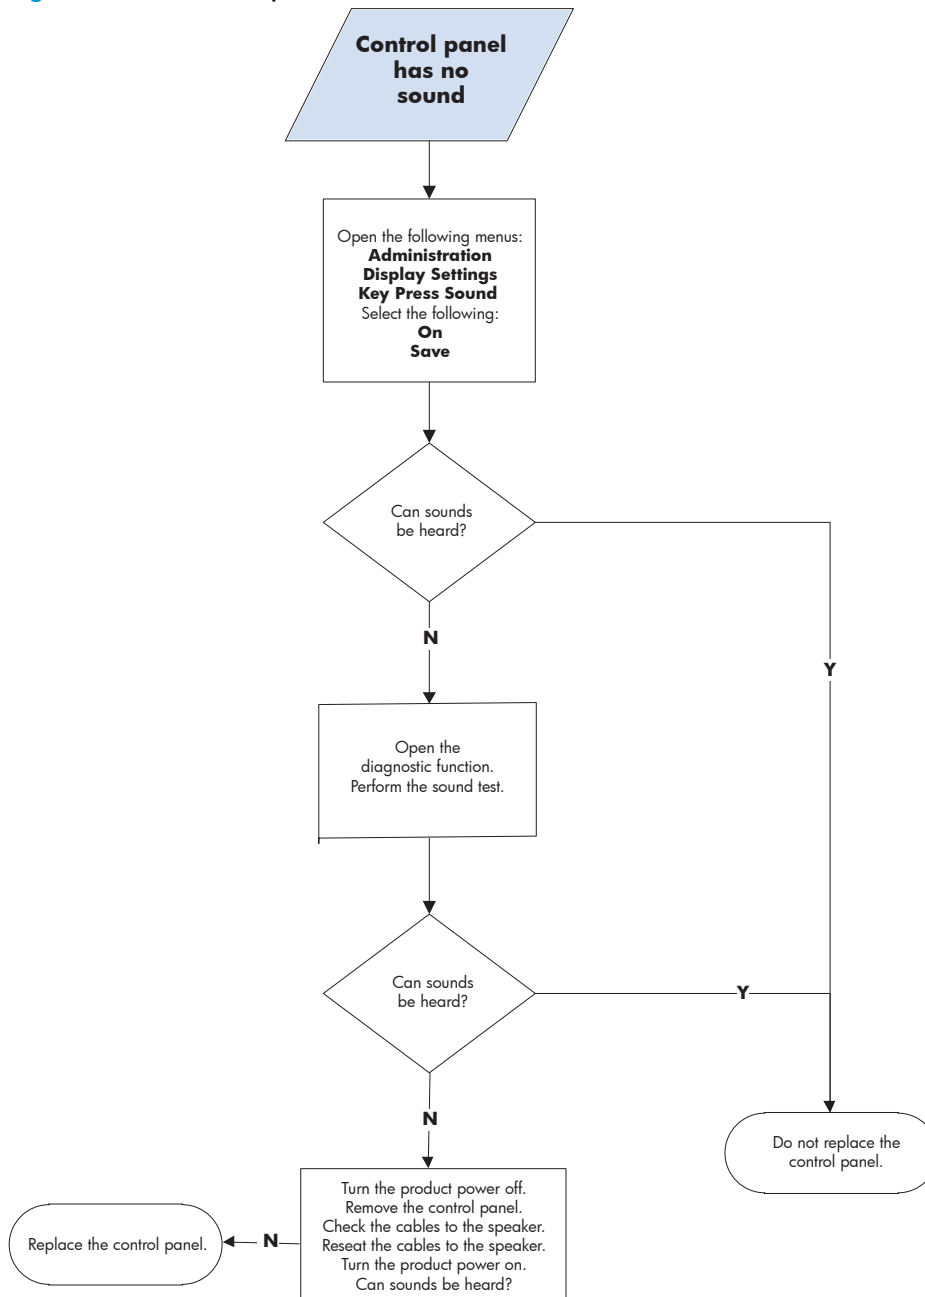 Control panel
has no
sound
Open the following menus:
Administration
Display Settings
Key Press Sound
Select the following:
On
Save
Can sounds
be heard?
N
Y
Open the
diagnostic function.
Perform the sound test.
Can sounds
be heard?
Y
N
Do not replace the
control panel.
Turn the product power off.
Remove the control panel.
Check the cables to the speaker.
Reseat the cables to the speaker.
Turn the product power on.
Can sounds be heard?
N
Replace the control panel.